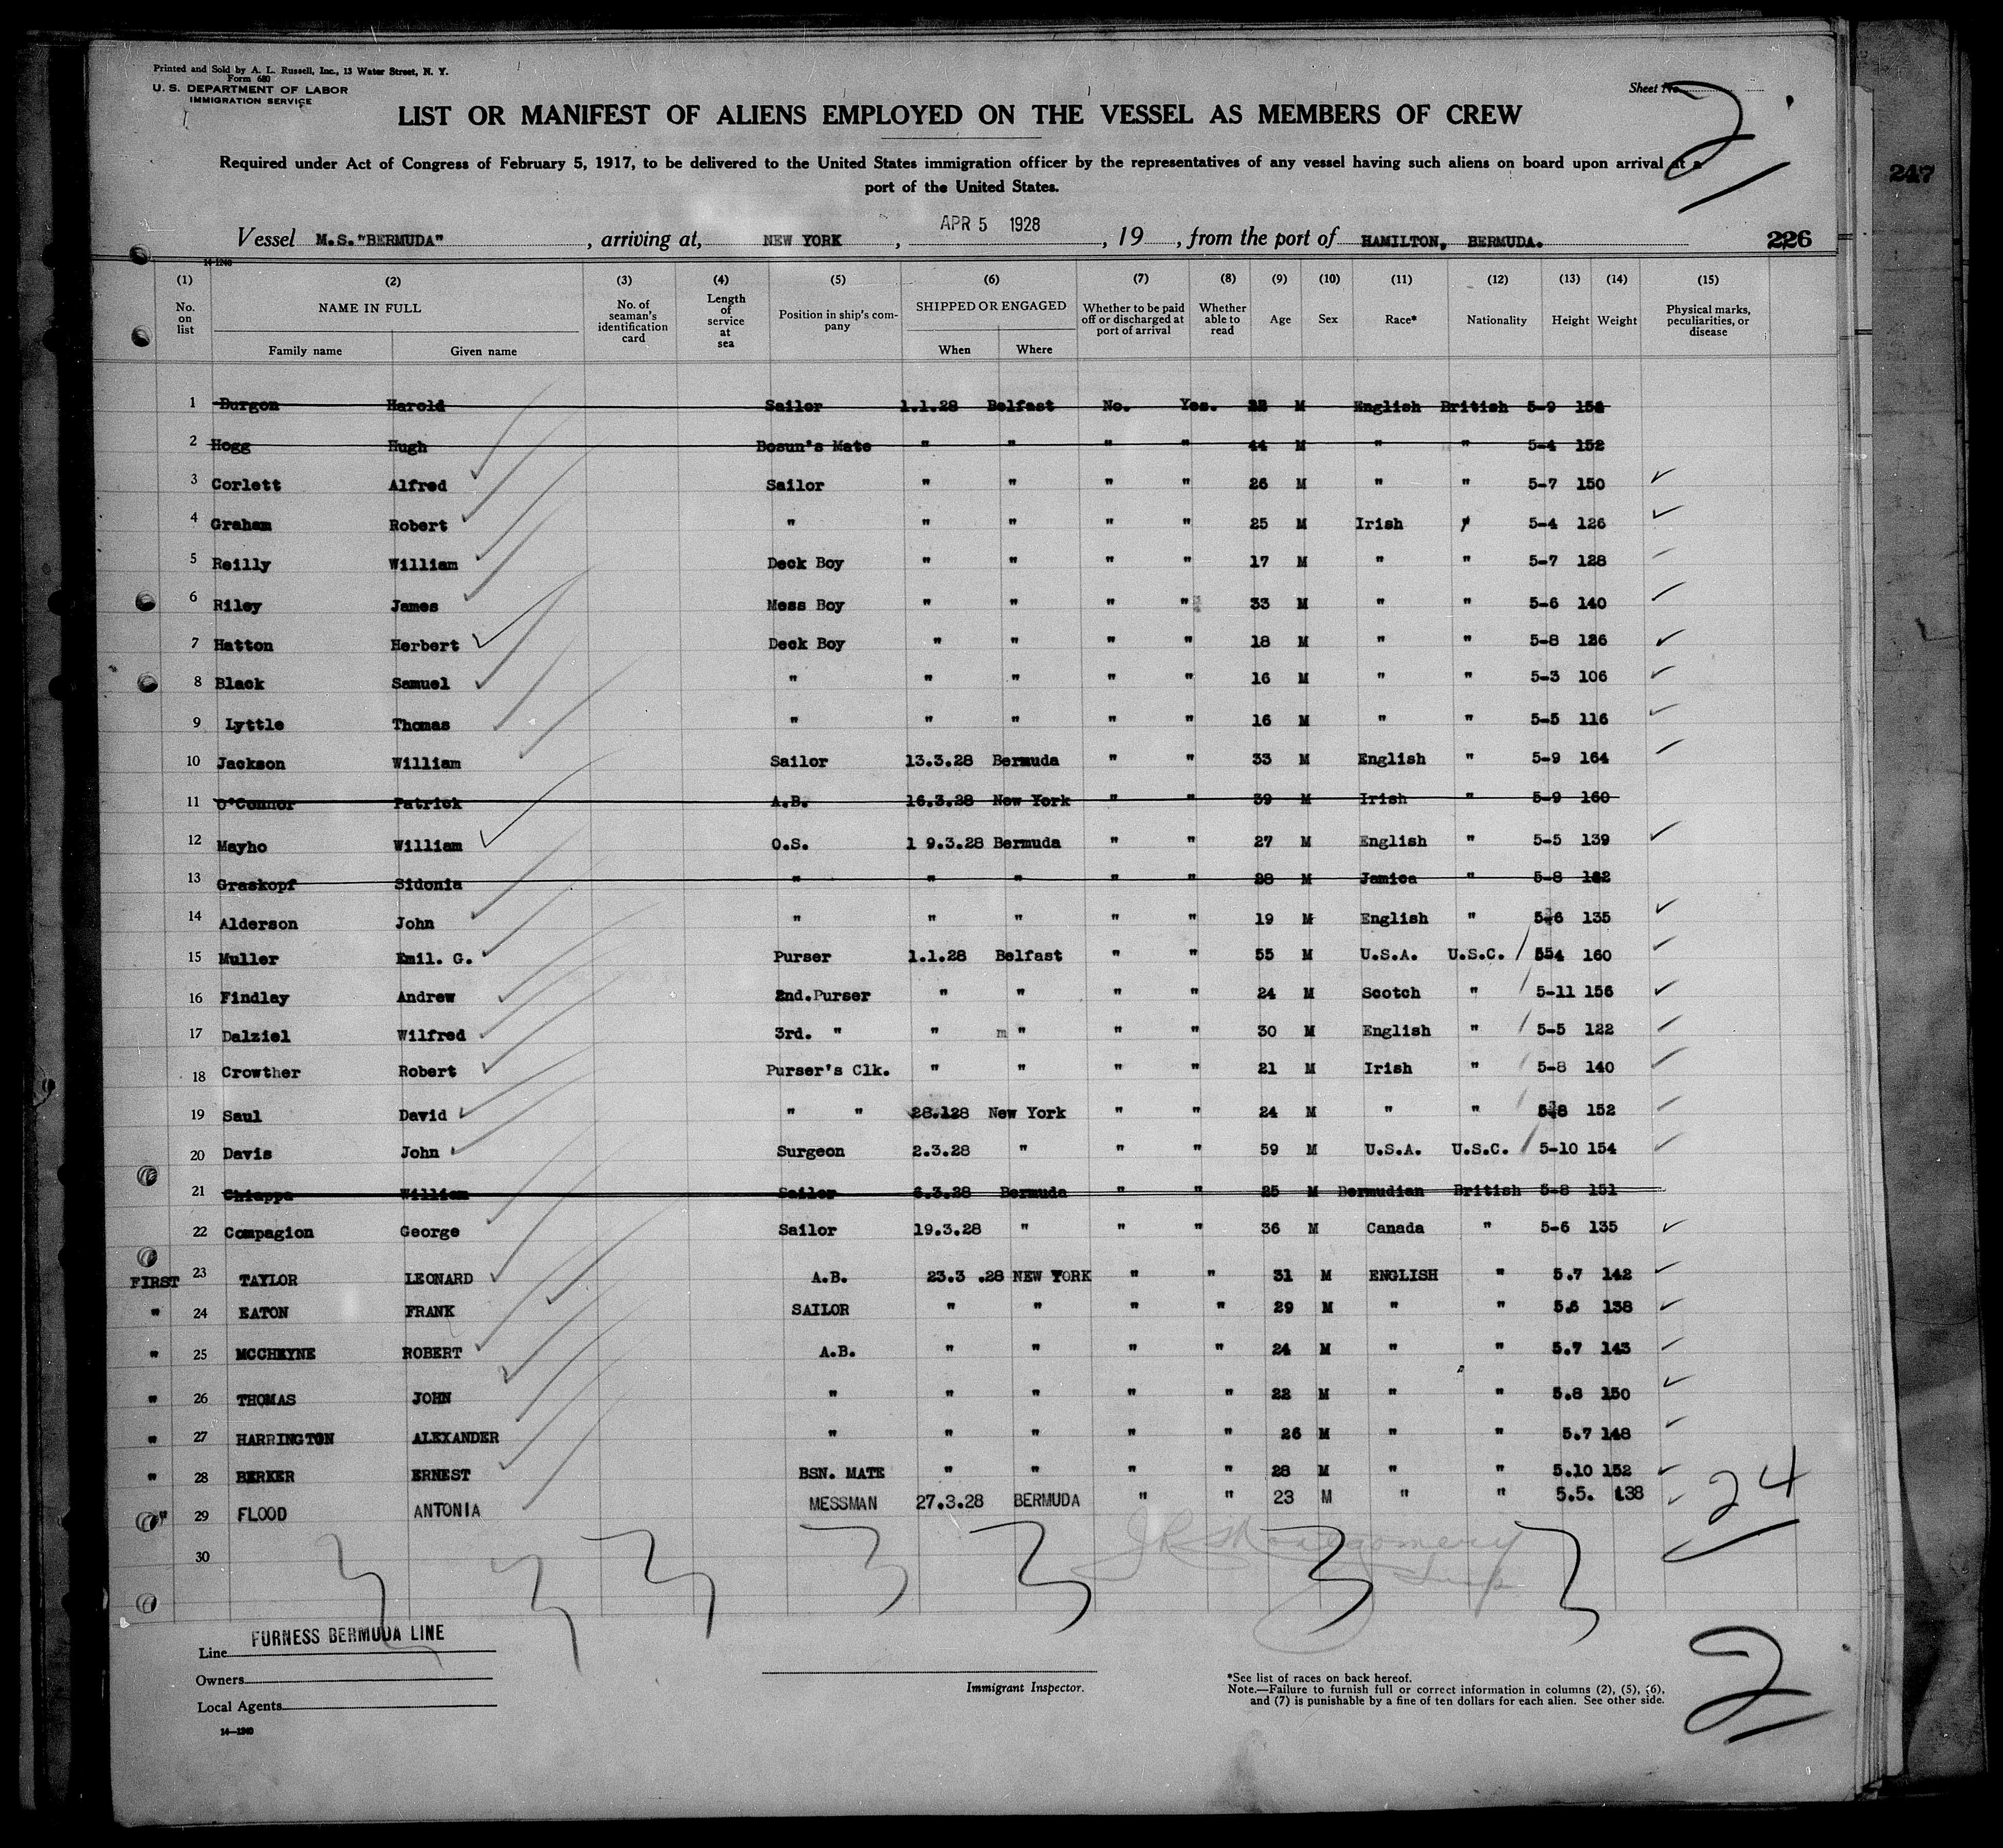 Printed and Sold by A. L. Russell, Inc., 13 Water Street, N. Y.
Form 680
U. S. DEPARTMENT OF LABOR
IMMIGRATION SERVICE
Sheet No. 2
LIST OR MANIFEST OF ALIENS EMPLOYED ON THE VESSEL AS MEMBERS OF CREW
Required under Act of Congress of February 5, 1917, to be delivered to the United States immigration officer by the representatives of any vessel having such aliens on board upon arrival at a
port of the United States.
247
Vessel M.S."BERMUDA", arriving at, NEW YORK, APR 5 1928, 19, from the port of HAMILTON, BERMUDA. 226
14-1240
(1) (2) (3) (4) (5) (6) (7) (8) (9) (10) (11) (12) (13) (14) (15)
No. on list NAME IN FULL Family name Given name No. of seaman's identification card Length of service at sea Position in ship's company SHIPPED OR ENGAGED When Where Whether to be paid off or discharged at port of arrival Whether able to read Age Sex Race* Nationality Height Weight Physical marks, peculiarities, or disease
1 Burgon Harold Sailor 1.1.28 Belfast No. Yes. M English British 5-9
2 Hogg Hugh Bosun's Mate " " " " 44 M " " 5-4 152
3 Corlett Alfred Sailor " " " " 26 M " " 5-7 150
4 Graham Robert " " " " " 25 M Irish " 5-4 126
5 Reilly William Deck Boy " " " " 17 M " " 5-7 128
6 Riley James Mess Boy " " " " 33 M " " 5-6 140
7 Hatton Herbert Deck Boy " " " " 18 M " " 5-8 126
8 Black Samuel " " " " " 16 M " " 5-3 106
9 Lyttle Thomas " " " " " 16 M " " 5-5 116
10 Jackson William Sailor 13.3.28 Bermuda " " 33 M English " 5-9 164
11 O'Connor Patrick A.B. 16.3.28 New York " " 39 M Irish " 5-9 160
12 Mayho William O.S. 1 9.3.28 Bermuda " " 27 M English " 5-5 139
13 Graskopf Sidonia " " " " " 28 M Jamica " 5-8 162
14 Alderson John " " " " " 19 M English " 5-6 135
15 Muller Emil. G. Purser 1.1.28 Belfast " " 55 M U.S.A. U.S.C. 554 160
16 Findlay Andrew 2nd.Purser " " " " 24 M Scotch " 5-11 156
17 Dalziel Wilfred 3rd. " " m " " " 30 M English " 5-5 122
18 Crowther Robert Purser's Clk. " " " " 21 M Irish " 5-8 140
19 Saul David " " 28.128 New York " " 24 M " " 5-8 152
20 Davis John Surgeon 2.3.28 " " " 59 M U.S.A. U.S.C. 5-10 154
21 Chiappa William Sailor 6.3.28 Bermuda " " 25 M Bermudian British 5-8 151
22 Compagion George Sailor 19.3.28 " " " 36 M Canada " 5-6 135
FIRST 23 TAYLOR LEONARD A.B. 23.3 .28 NEW YORK " " 31 M ENGLISH " 5.7 142
" 24 EATON FRANK SAILOR " " " " 29 M " " 5.6 138
" 25 MCCHEYNE ROBERT A.B. " " " " 24 M " " 5.7 143
" 26 THOMAS JOHN " " " " " 22 M " " 5.8 150
" 27 HARRINGTON ALEXANDER " " " " " 26 M " " 5.7 148
" 28 BERKER ERNEST BSN. MATE " " " " 28 M " " 5.10 152
" 29 FLOOD ANTONIA MESSMAN 27.3.28 BERMUDA " " 23 M " " 5.5. 138
24
30
J R Montgomery
Line FURNESS BERMUDA LINE
Owners
Local Agents
14-1240
Immigrant Inspector.
*See list of races on back hereof.
Note.—Failure to furnish full or correct information in columns (2), (5), (6),
and (7) is punishable by a fine of ten dollars for each alien. See other side.
2